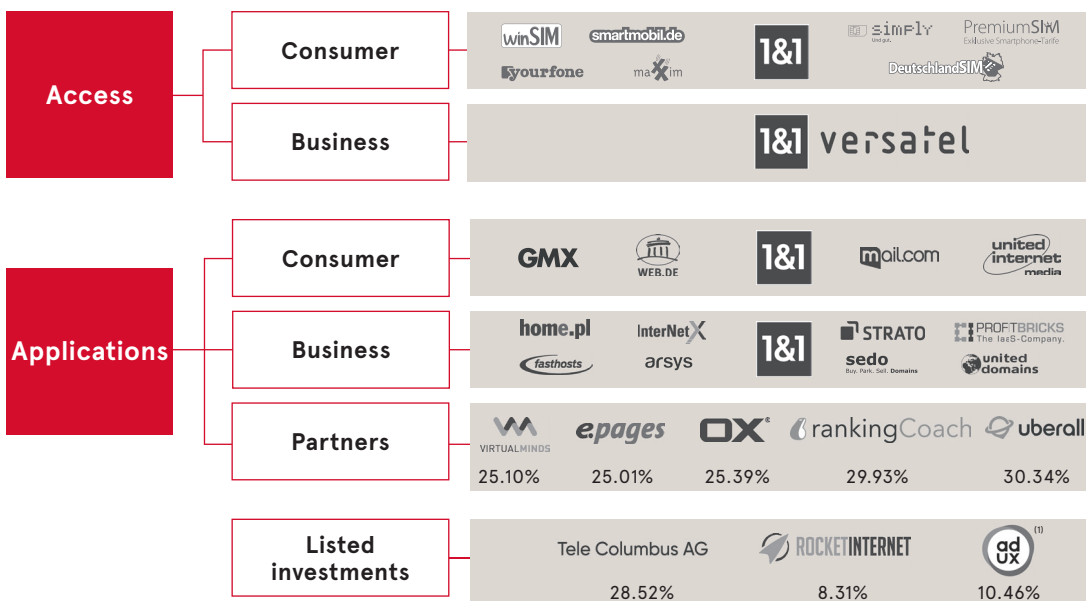 Access
Consumer
winSIM
smartmobil.de
yourfone
maXXim
1&1
simply
Und gut.
PremiumSIM
Exklusive Smartphone-Tarife
DeutschlandSIM
Business
1&1 versatel
Applications
Consumer
GMX
WEB.DE
1&1
mail.com
united
internet
media
Business
home.pl
InterNetX
fasthosts
arsys
1&1
STRATO
sedo
Buy. Park. Sell. Domains
PROFITBRICKS
The IaaS-Company.
united
domains
Partners
VIRTUALMINDS
epages
OX®
rankingCoach
uberall
25.10%
25.01%
25.39%
29.93%
30.34%
Listed
investments
Tele Columbus AG
ROCKETINTERNET
ad
ux
(1)
28.52%
8.31%
10.46%